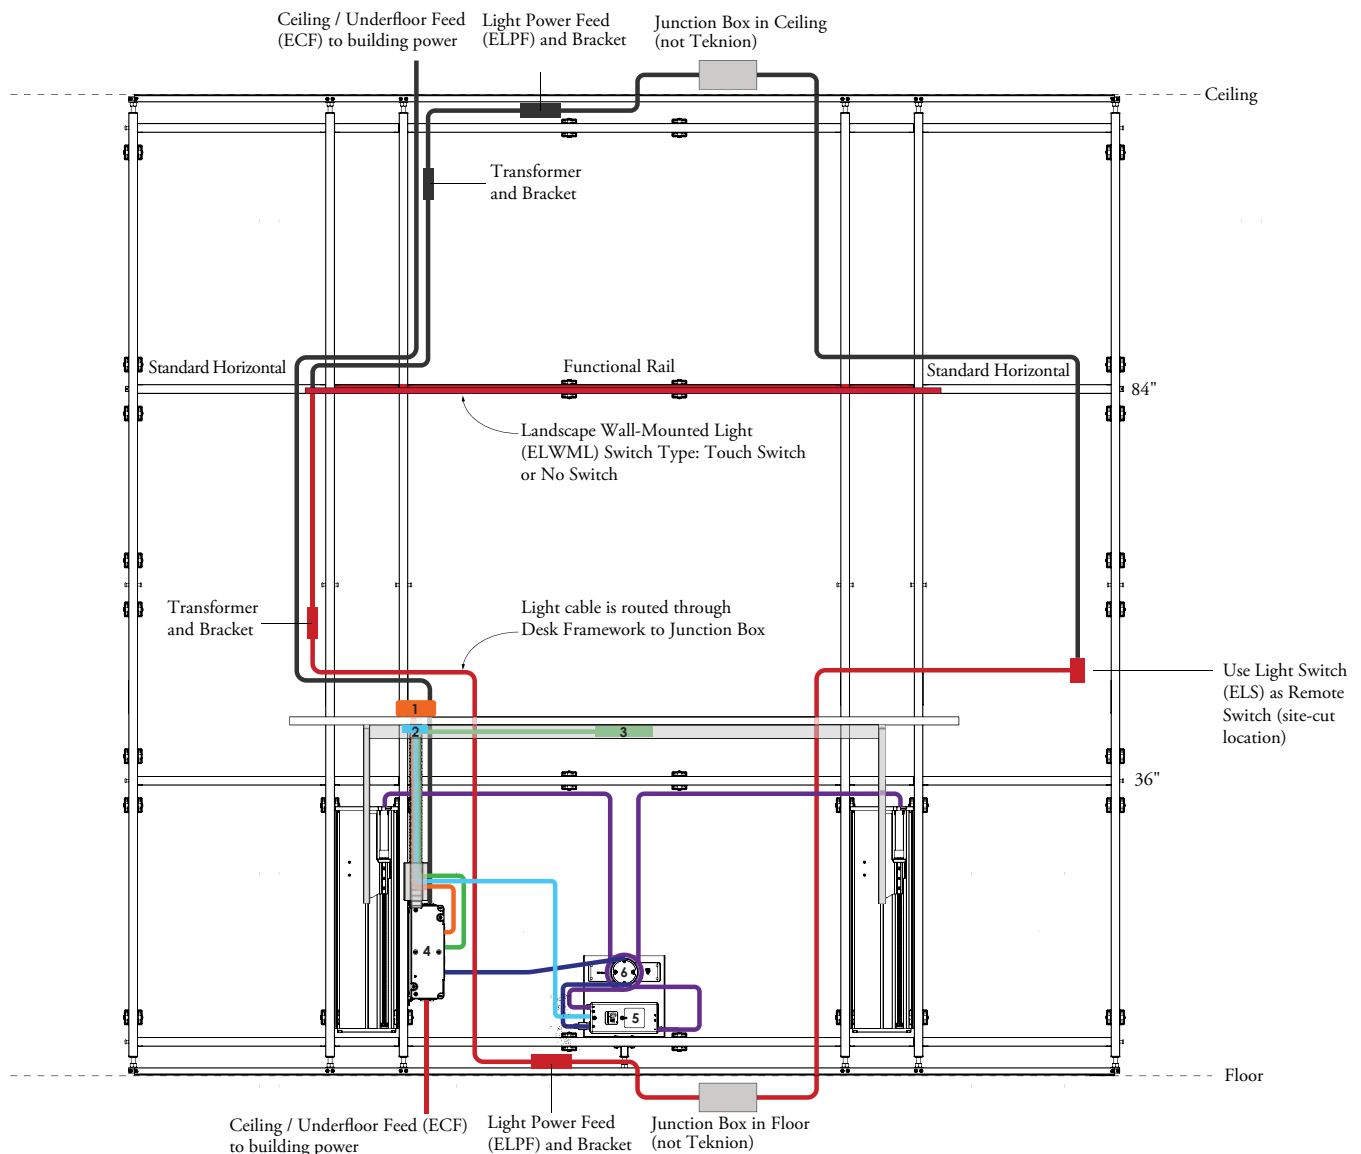 Ceiling / Underfloor Feed
(ECF) to building power
Light Power Feed
(ELPF) and Bracket
Junction Box in Ceiling
(not Teknion)
Ceiling
Transformer
and Bracket
Standard Horizontal
Functional Rail
Standard Horizontal
84"
Landscape Wall-Mounted Light
(ELWML) Switch Type: Touch Switch
or No Switch
Transformer
and Bracket
Light cable is routed through
Desk Framework to Junction Box
Use Light Switch
(ELS) as Remote
Switch (site-cut
location)
1
2
3
36"
4
6
5
Floor
Ceiling / Underfloor Feed (ECF)
to building power
Light Power Feed
(ELPF) and Bracket
Junction Box in Floor
(not Teknion)